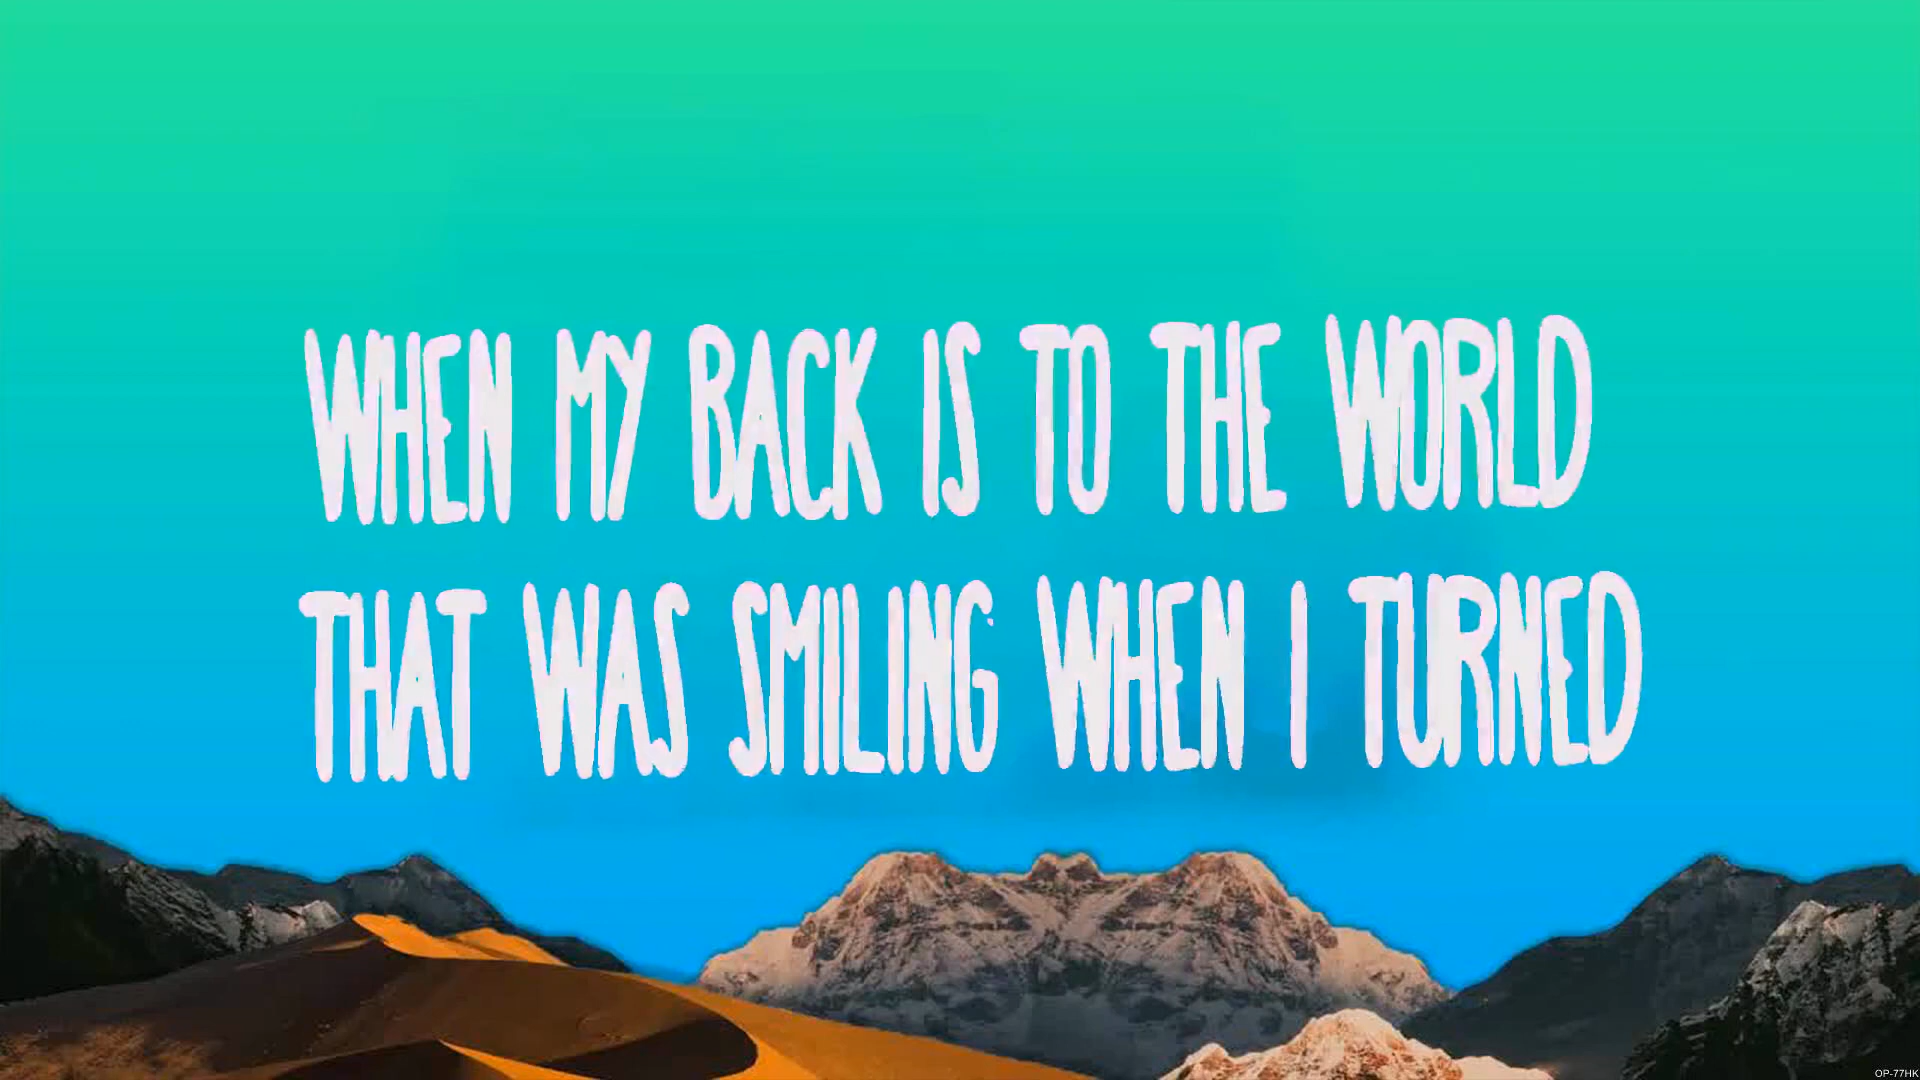 WHEN MY BACK IS TO THE WORLD
THAT WAS SMILING WHEN I TURNED
OP-77HK